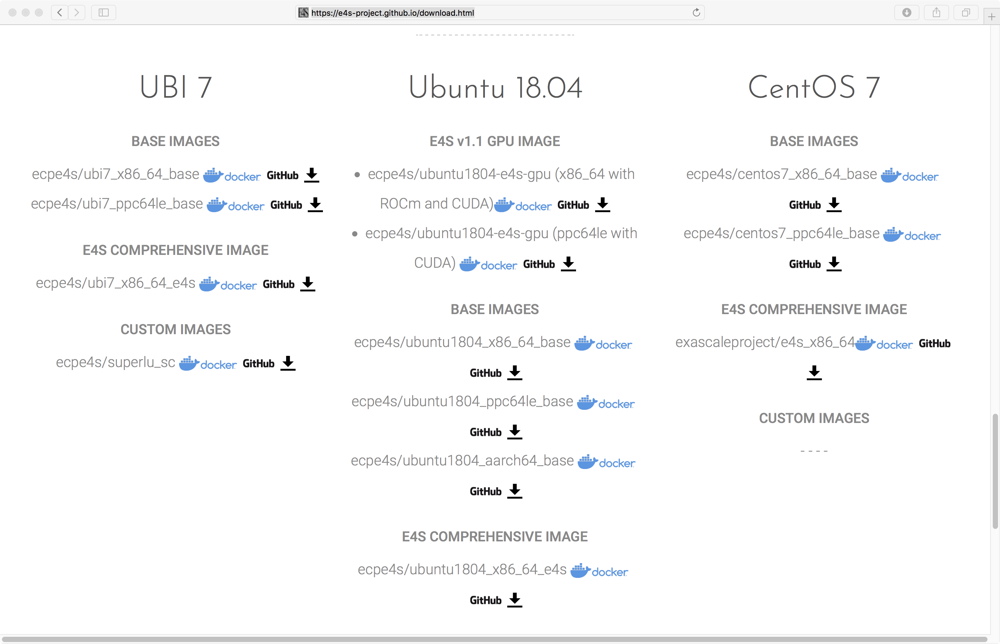 E4S https://e4s-project.github.io/download.html
UBI 7
BASE IMAGES
ecpe4s/ubi7_x86_64_base docker GitHub
ecpe4s/ubi7_ppc64le_base docker GitHub
E4S COMPREHENSIVE IMAGE
ecpe4s/ubi7_x86_64_e4s docker GitHub
CUSTOM IMAGES
ecpe4s/superlu_sc docker GitHub
Ubuntu 18.04
E4S v1.1 GPU IMAGE
• ecpe4s/ubuntu1804-e4s-gpu (x86_64 with
ROCm and CUDA) docker GitHub
• ecpe4s/ubuntu1804-e4s-gpu (ppc64le with
CUDA) docker GitHub
BASE IMAGES
ecpe4s/ubuntu1804_x86_64_base docker
GitHub
ecpe4s/ubuntu1804_ppc64le_base docker
GitHub
ecpe4s/ubuntu1804_aarch64_base docker
GitHub
E4S COMPREHENSIVE IMAGE
ecpe4s/ubuntu1804_x86_64_e4s docker
GitHub
CentOS 7
BASE IMAGES
ecpe4s/centos7_x86_64_base docker
GitHub
ecpe4s/centos7_ppc64le_base docker
GitHub
E4S COMPREHENSIVE IMAGE
exascaleproject/e4s_x86_64 docker GitHub
CUSTOM IMAGES
- - - -